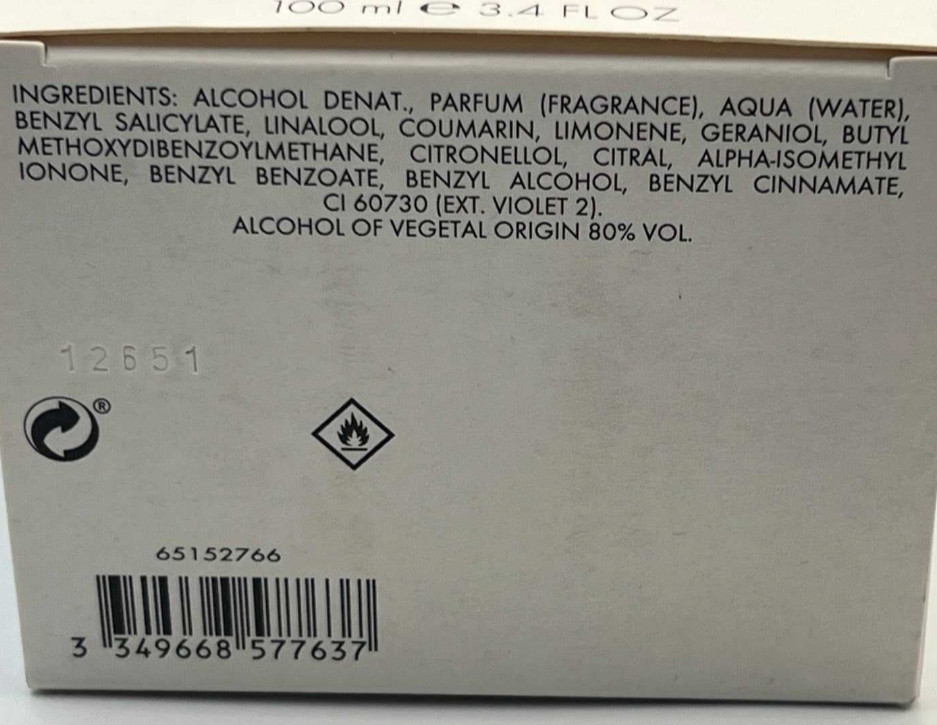 100 ml e 3.4 FL OZ
INGREDIENTS: ALCOHOL DENAT., PARFUM (FRAGRANCE), AQUA (WATER),
BENZYL SALICYLATE, LINALOOL, COUMARIN, LIMONENE, GERANIOL, BUTYL
METHOXYDIBENZOYLMETHANE, CITRONELLOL, CITRAL, ALPHA-ISOMETHYL
IONONE, BENZYL BENZOATE, BENZYL ALCOHOL, BENZYL CINNAMATE,
CI 60730 (EXT. VIOLET 2).
ALCOHOL OF VEGETAL ORIGIN 80% VOL.
12651
®
65152766
3 349668 577637